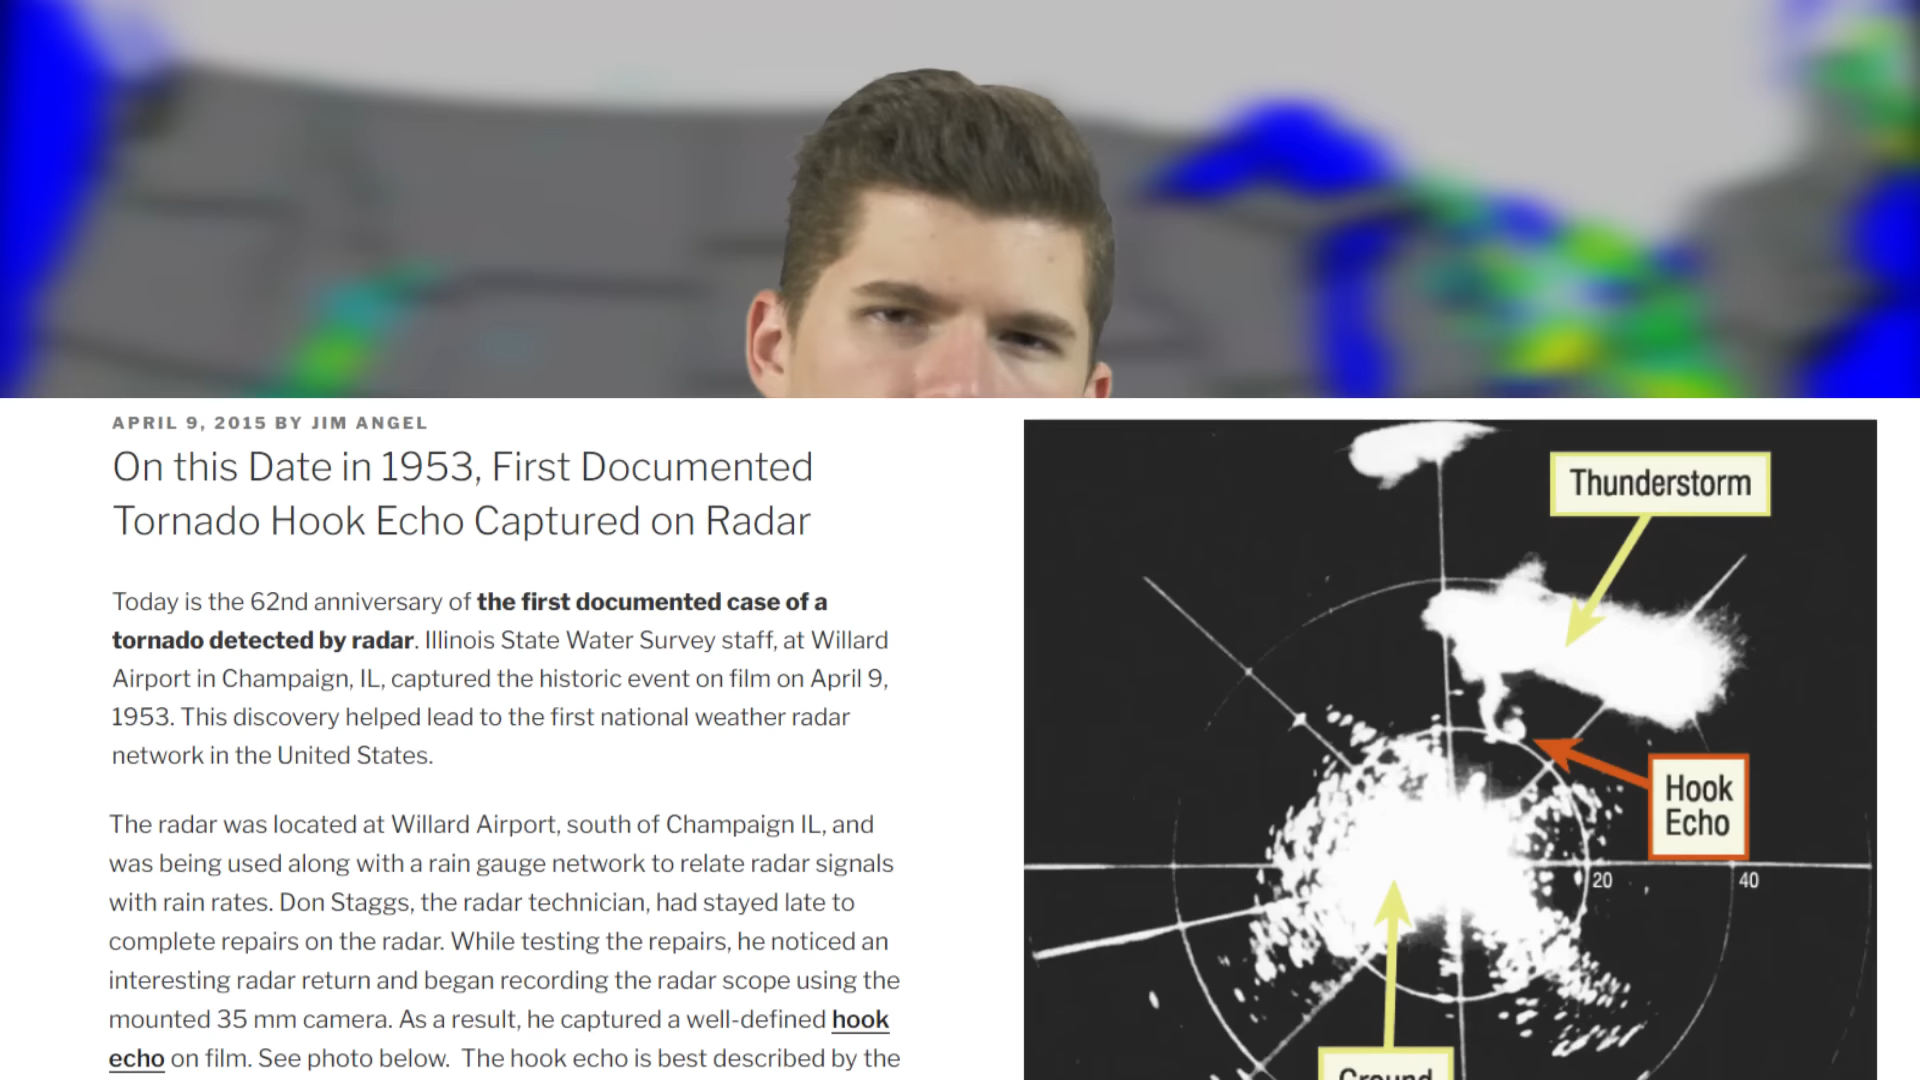 APRIL 9, 2015 BY JIM ANGEL
On this Date in 1953, First Documented
Tornado Hook Echo Captured on Radar
Today is the 62nd anniversary of the first documented case of a
tornado detected by radar. Illinois State Water Survey staff, at Willard
Airport in Champaign, IL, captured the historic event on film on April 9,
1953. This discovery helped lead to the first national weather radar
network in the United States.
The radar was located at Willard Airport, south of Champaign IL, and
was being used along with a rain gauge network to relate radar signals
with rain rates. Don Staggs, the radar technician, had stayed late to
complete repairs on the radar. While testing the repairs, he noticed an
interesting radar return and began recording the radar scope using the
mounted 35 mm camera. As a result, he captured a well-defined hook
echo on film. See photo below. The hook echo is best described by the
Thunderstorm
Hook
Echo
20
40
Ground